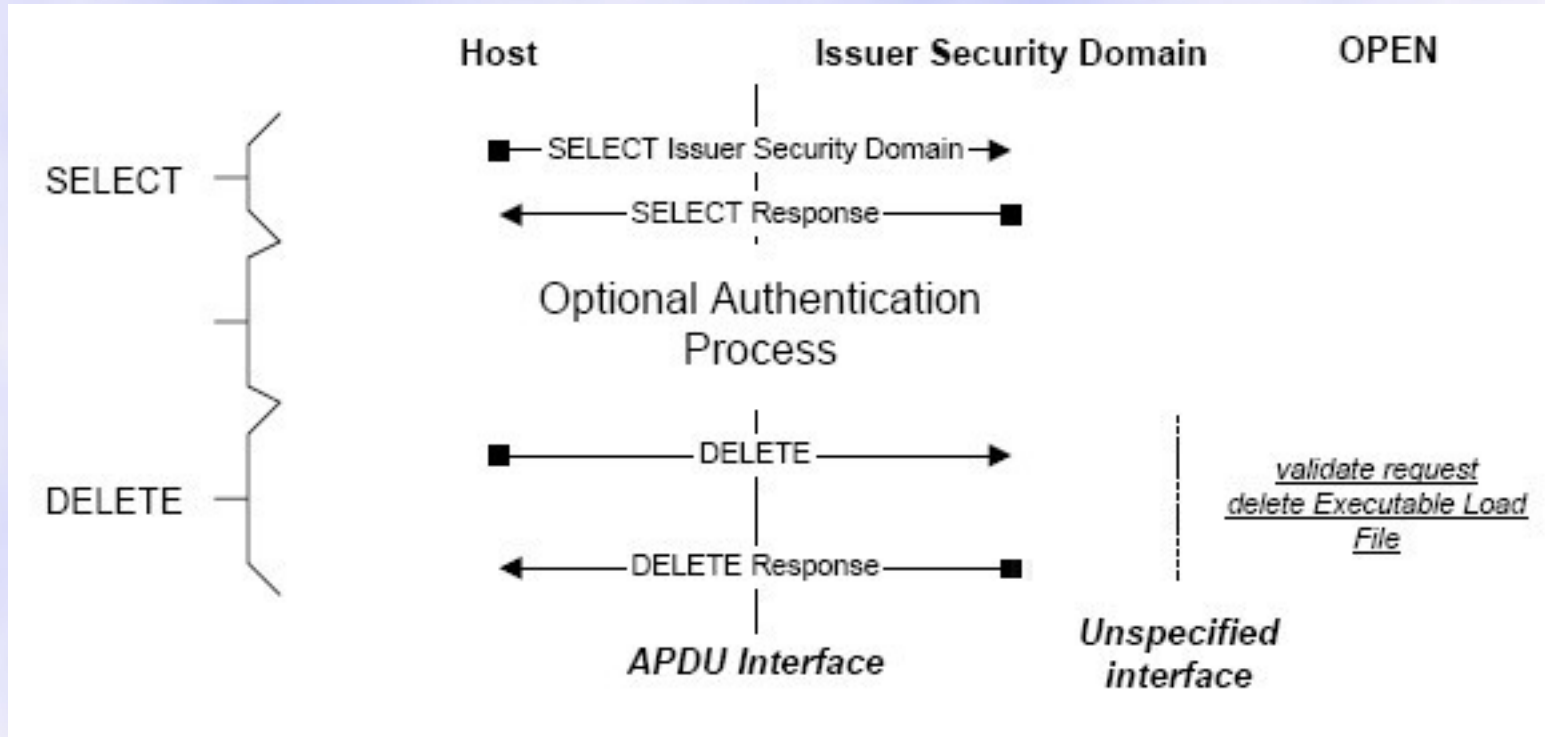 Host
Issuer Security Domain
OPEN
SELECT
SELECT Issuer Security Domain
SELECT Response
Optional Authentication
Process
DELETE
DELETE
DELETE Response
validate request
delete Executable Load
File
APDU Interface
Unspecified
interface